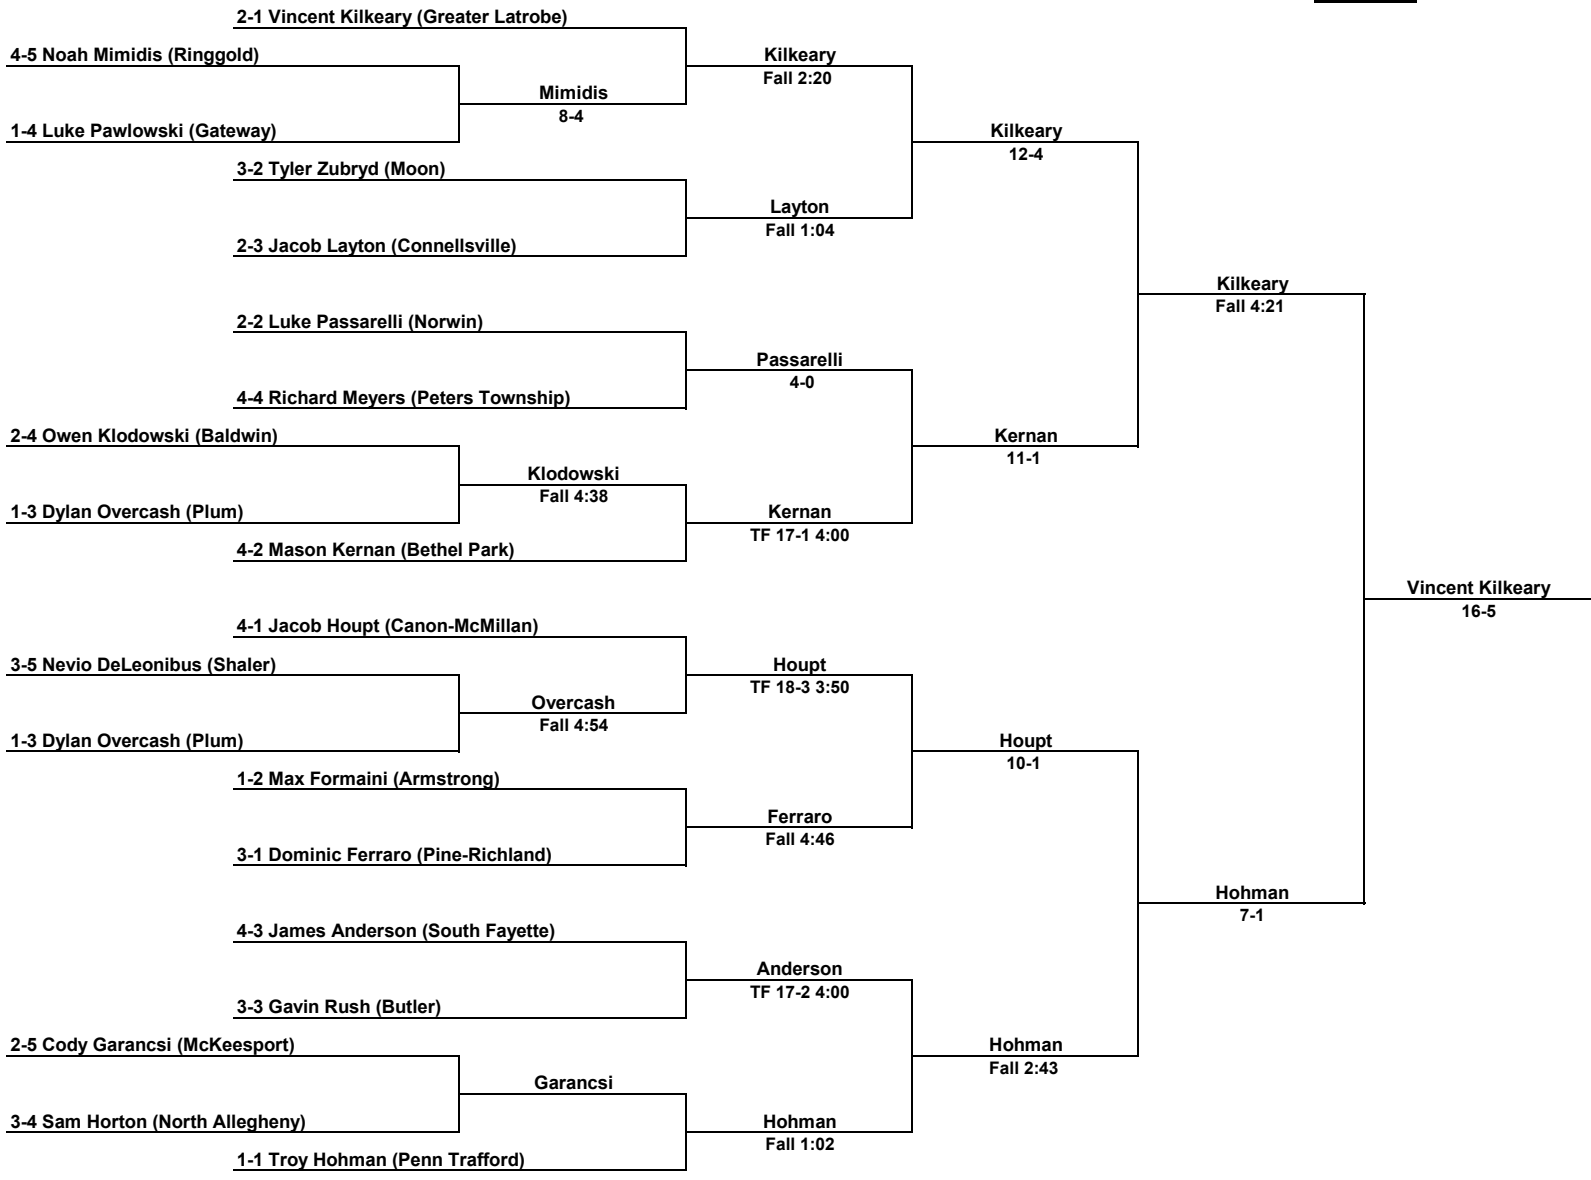 2-1 Vincent Kilkeary (Greater Latrobe)
4-5 Noah Mimidis (Ringgold)
Kilkeary
Fall 2:20
Mimidis
8-4
1-4 Luke Pawlowski (Gateway)
Kilkeary
12-4
3-2 Tyler Zubryd (Moon)
Layton
Fall 1:04
2-3 Jacob Layton (Connellsville)
Kilkeary
Fall 4:21
2-2 Luke Passarelli (Norwin)
Passarelli
4-0
4-4 Richard Meyers (Peters Township)
2-4 Owen Klodowski (Baldwin)
Kernan
11-1
Klodowski
Fall 4:38
1-3 Dylan Overcash (Plum)
Kernan
TF 17-1 4:00
4-2 Mason Kernan (Bethel Park)
Vincent Kilkeary
16-5
4-1 Jacob Houpt (Canon-McMillan)
3-5 Nevio DeLeonibus (Shaler)
Houpt
TF 18-3 3:50
Overcash
Fall 4:54
1-3 Dylan Overcash (Plum)
Houpt
10-1
1-2 Max Formaini (Armstrong)
Ferraro
Fall 4:46
3-1 Dominic Ferraro (Pine-Richland)
Hohman
7-1
4-3 James Anderson (South Fayette)
Anderson
TF 17-2 4:00
3-3 Gavin Rush (Butler)
2-5 Cody Garancsi (McKeesport)
Hohman
Fall 2:43
Garancsi
3-4 Sam Horton (North Allegheny)
Hohman
Fall 1:02
1-1 Troy Hohman (Penn Trafford)